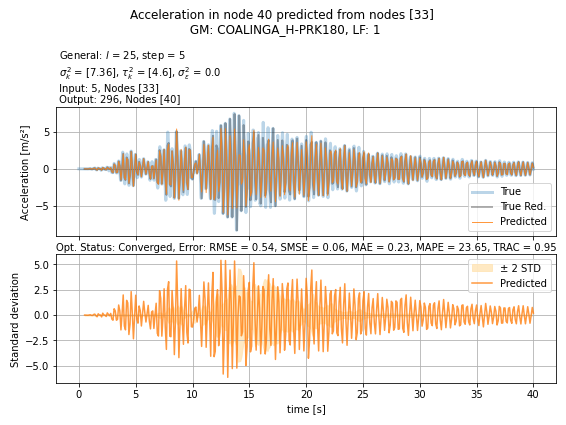 Acceleration in node 40 predicted from nodes [33]
GM: COALINGA_H-PRK180, LF: 1
General: l = 25, step = 5
σ²ₖ = [7.36], τ²ₖ = [4.6], σ²ε = 0.0
Input: 5, Nodes [33]
Output: 296, Nodes [40]
Acceleration [m/s²]
5
0
−5
True
True Red.
Predicted
Opt. Status: Converged, Error: RMSE = 0.54, SMSE = 0.06, MAE = 0.23, MAPE = 23.65, TRAC = 0.95
Standard deviation
5.0
2.5
0.0
−2.5
−5.0
± 2 STD
Predicted
0 5 10 15 20 25 30 35 40
time [s]